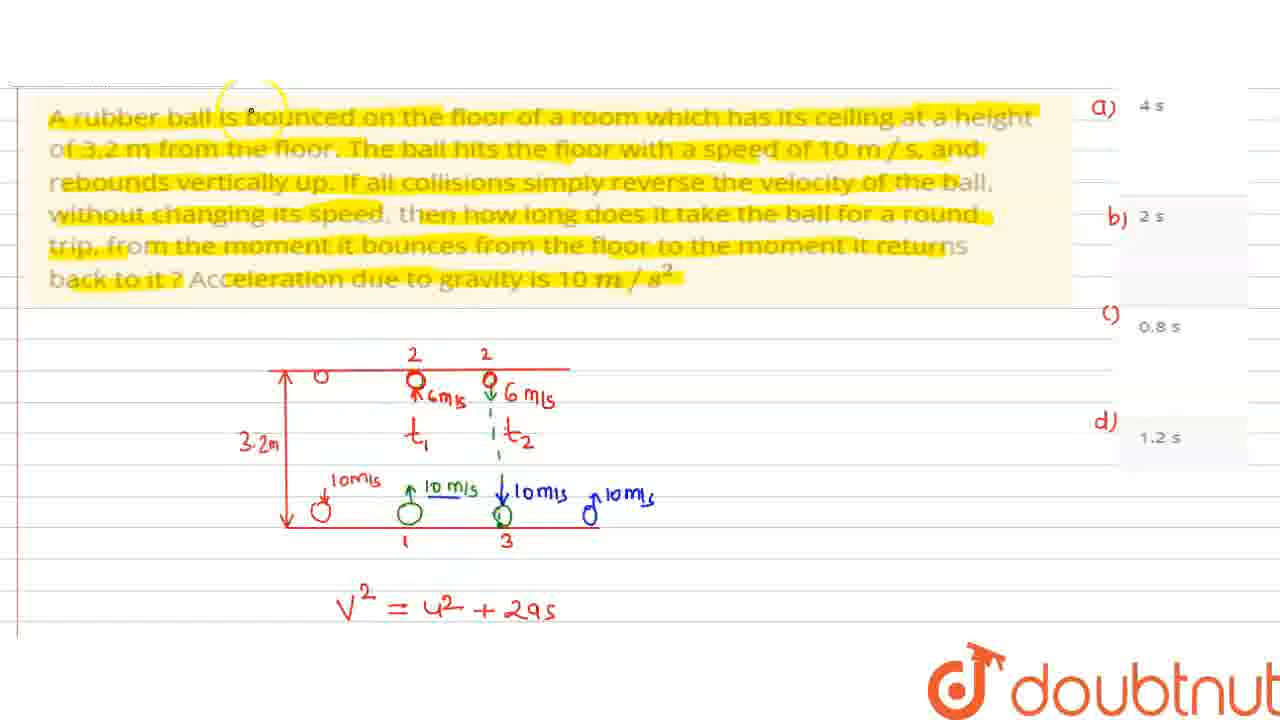 A rubber ball is bounced on the floor of a room which has its ceiling at a height
of 3.2 m from the floor. The ball hits the floor with a speed of 10 m/s, and
rebounds vertically up. If all collisions simply reverse the velocity of the ball,
without changing its speed, then how long does it take the ball for a round
trip, from the moment it bounces from the floor to the moment it returns
back to it ? Acceleration due to gravity is 10 m/s²
a) 4 s
b) 2 s
c) 0.8 s
d) 1.2 s
2 2
6m/s 6 m/s
3.2m t₁ t₂
10m/s 10 m/s 10m/s 10m/s
1 3
V² = u² + 2as
doubtnut